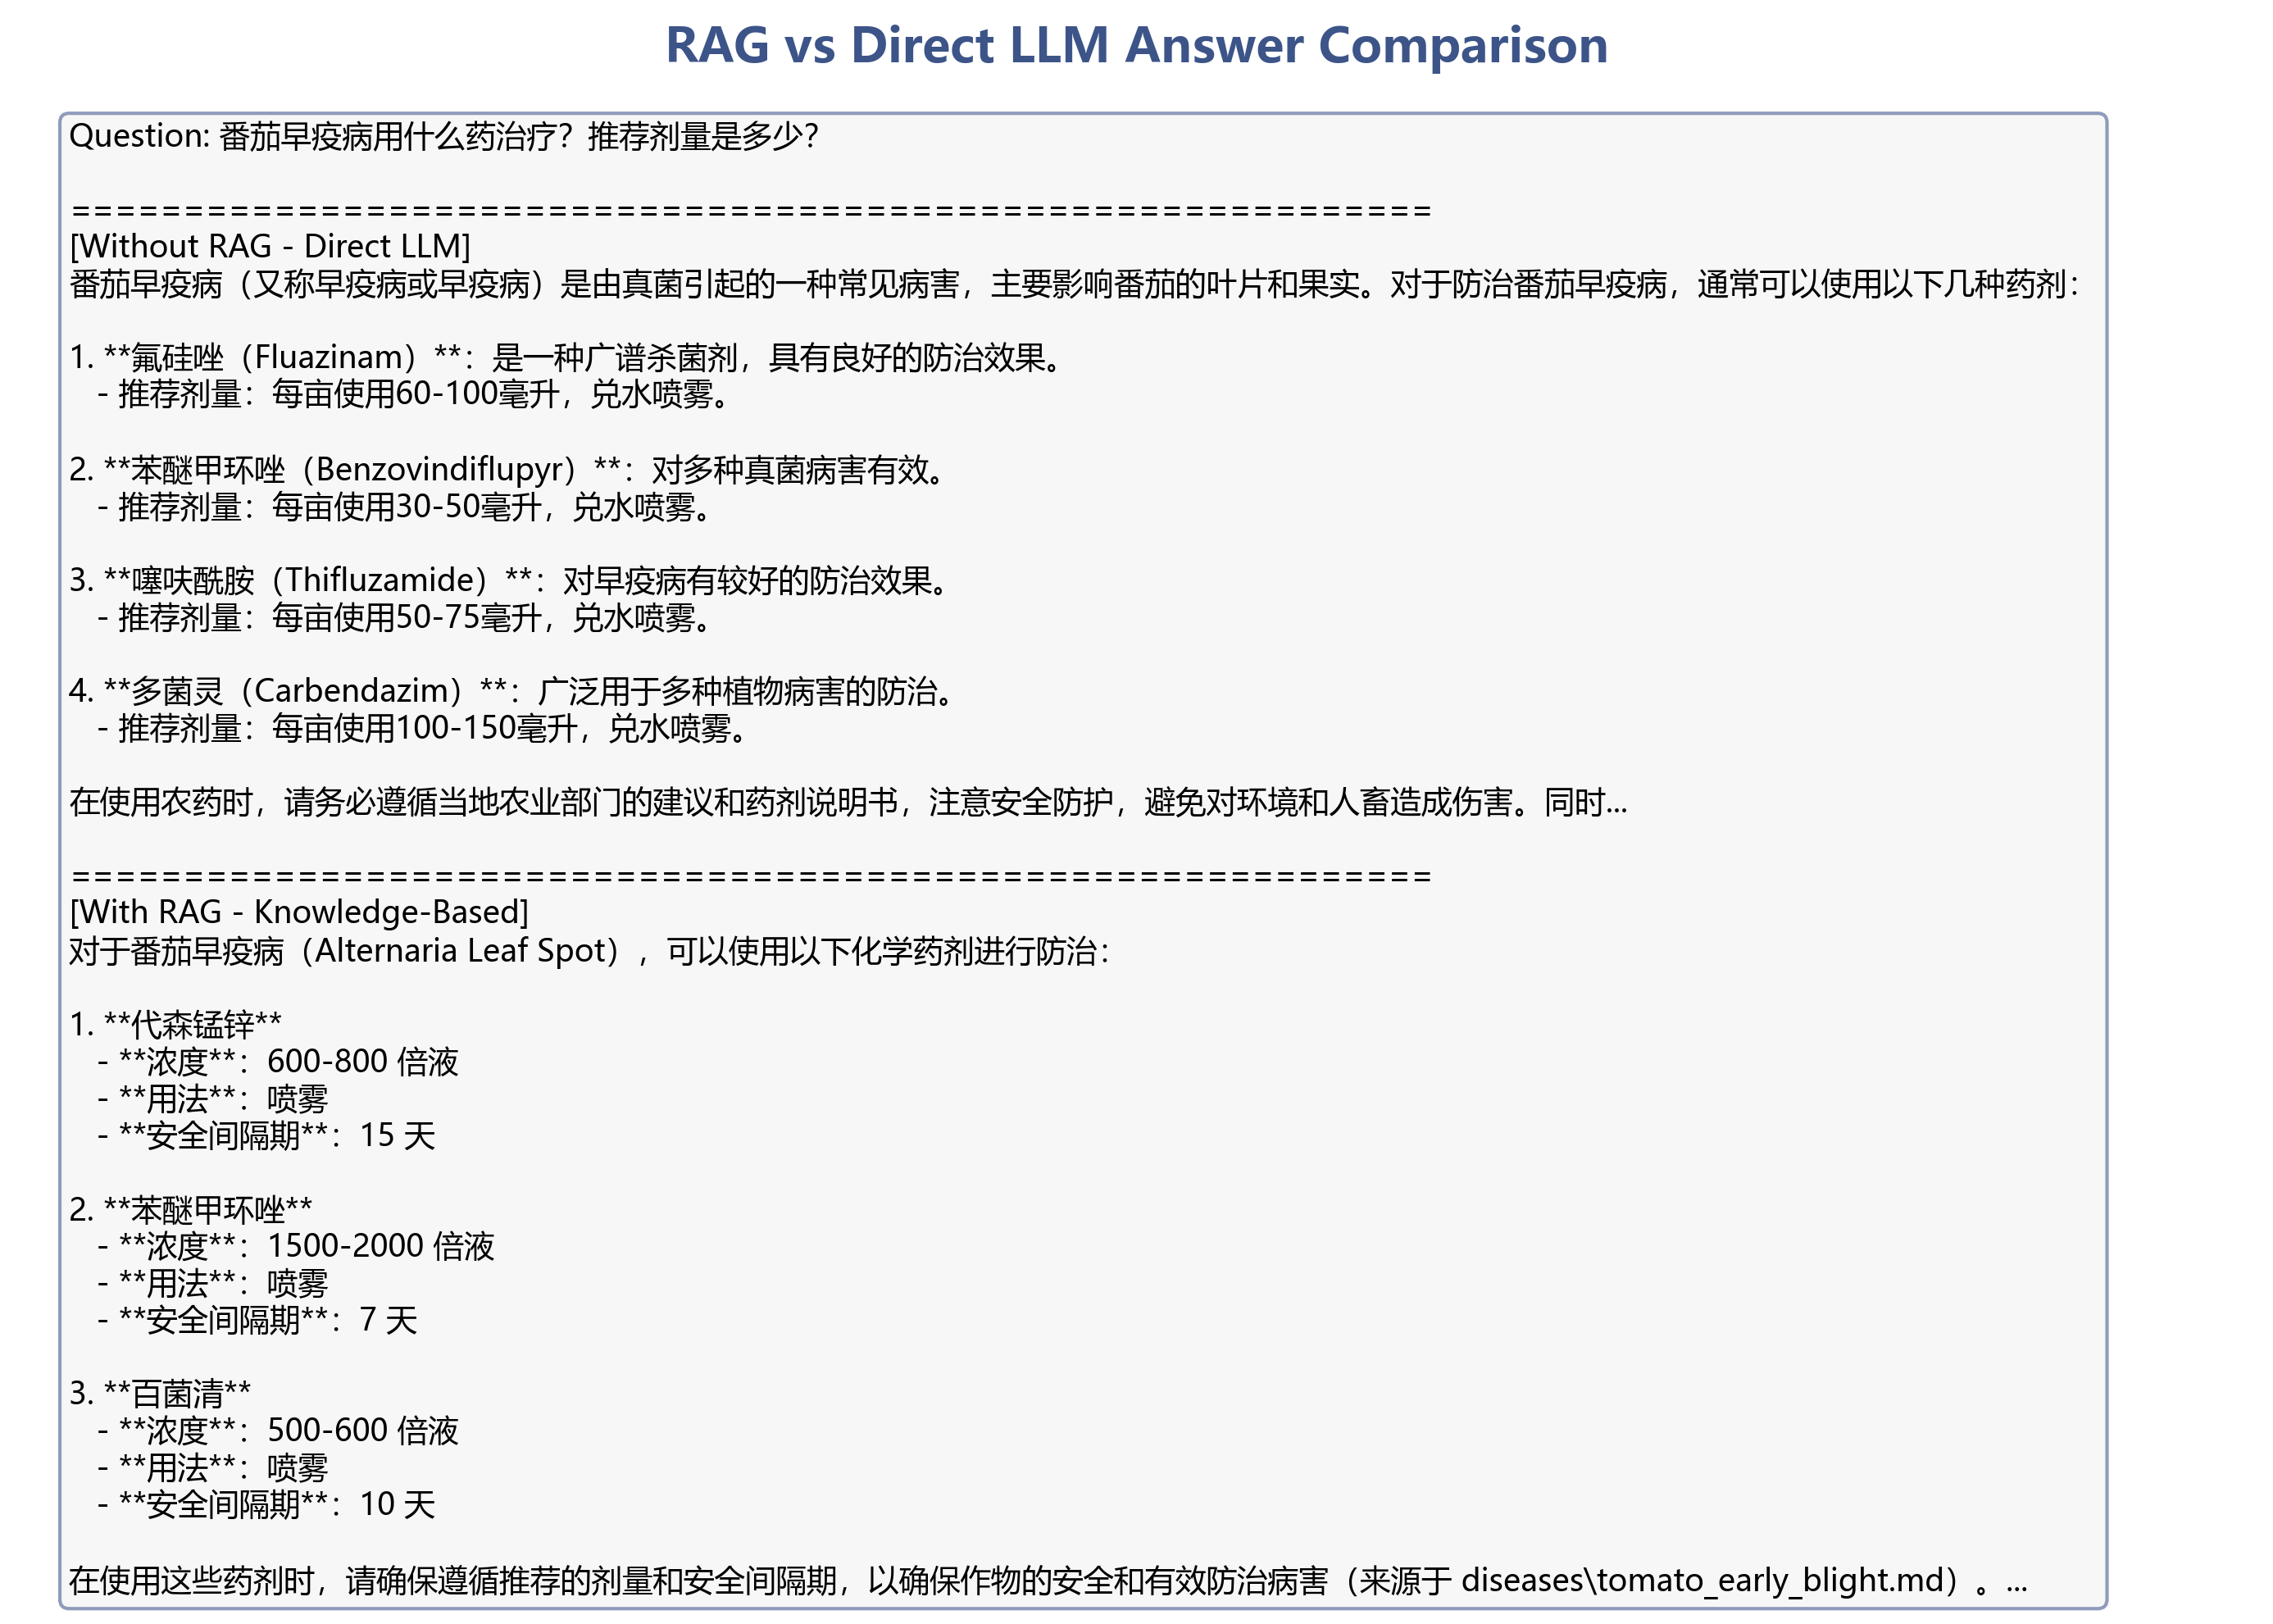 RAG vs Direct LLM Answer Comparison
Question: 番茄早疫病用什么药治疗？推荐剂量是多少？
============================================================
[Without RAG - Direct LLM]
番茄早疫病（又称早疫病或早疫病）是由真菌引起的一种常见病害，主要影响番茄的叶片和果实。对于防治番茄早疫病，通常可以使用以下几种药剂：
1. **氟硅唑（Fluazinam）**：是一种广谱杀菌剂，具有良好的防治效果。
- 推荐剂量：每亩使用60-100毫升，兑水喷雾。
2. **苯醚甲环唑（Benzovindiflupyr）**：对多种真菌病害有效。
- 推荐剂量：每亩使用30-50毫升，兑水喷雾。
3. **噻呋酰胺（Thifluzamide）**：对早疫病有较好的防治效果。
- 推荐剂量：每亩使用50-75毫升，兑水喷雾。
4. **多菌灵（Carbendazim）**：广泛用于多种植物病害的防治。
- 推荐剂量：每亩使用100-150毫升，兑水喷雾。
在使用农药时，请务必遵循当地农业部门的建议和药剂说明书，注意安全防护，避免对环境和人畜造成伤害。同时...
============================================================
[With RAG - Knowledge-Based]
对于番茄早疫病（Alternaria Leaf Spot），可以使用以下化学药剂进行防治：
1. **代森锰锌**
- **浓度**：600-800 倍液
- **用法**：喷雾
- **安全间隔期**：15 天
2. **苯醚甲环唑**
- **浓度**：1500-2000 倍液
- **用法**：喷雾
- **安全间隔期**：7 天
3. **百菌清**
- **浓度**：500-600 倍液
- **用法**：喷雾
- **安全间隔期**：10 天
在使用这些药剂时，请确保遵循推荐的剂量和安全间隔期，以确保作物的安全和有效防治病害（来源于 diseases\tomato_early_blight.md）。...